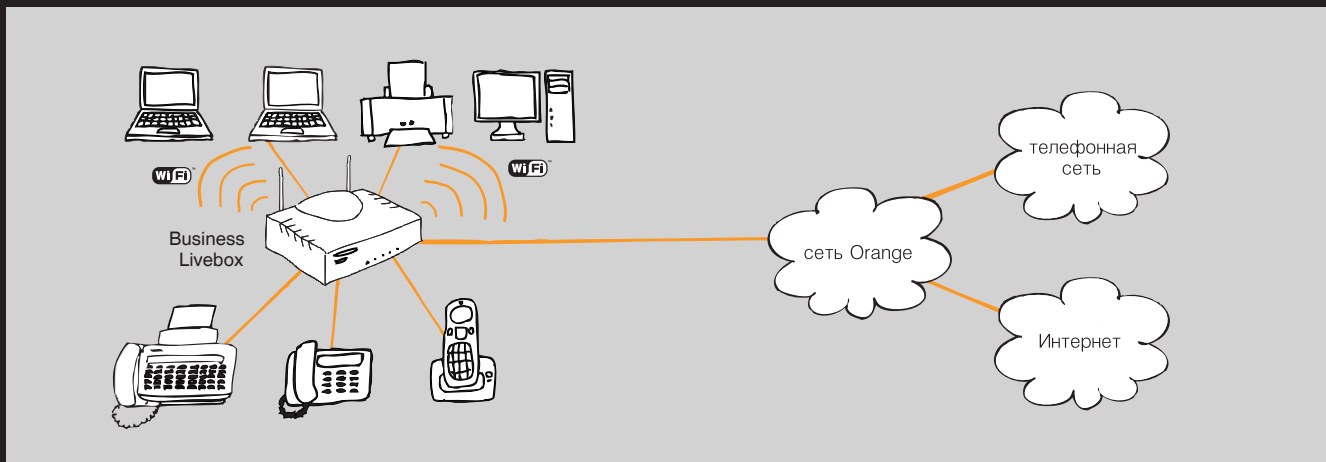 WiFi
WiFi
Business
Livebox
сеть Orange
телефонная
сеть
Интернет